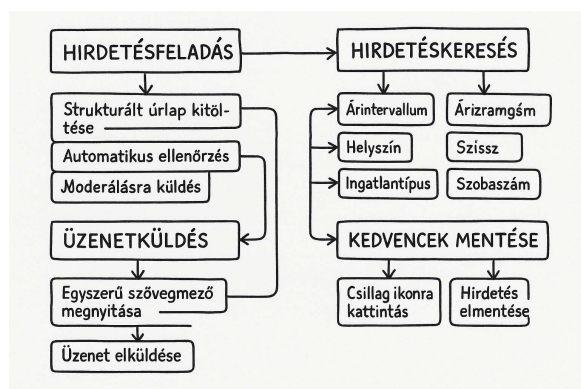 HIRDETÉSFELADÁS
Strukturált úrlap kitöl-
tése
Automatikus ellenőrzés
Moderálásra küldés
ÜZENETKÜLDÉS
Egyszerű szővegmező
megnyitása
Üzenet elküldése
HIRDETÉSKERESÉS
Árintervallum
Árizramgśm
Helyszín
Szissz
Ingatlantípus
Szobaszám
KEDVENCEK MENTÉSE
Csillag ikonra
kattintás
Hirdetés
elmentése